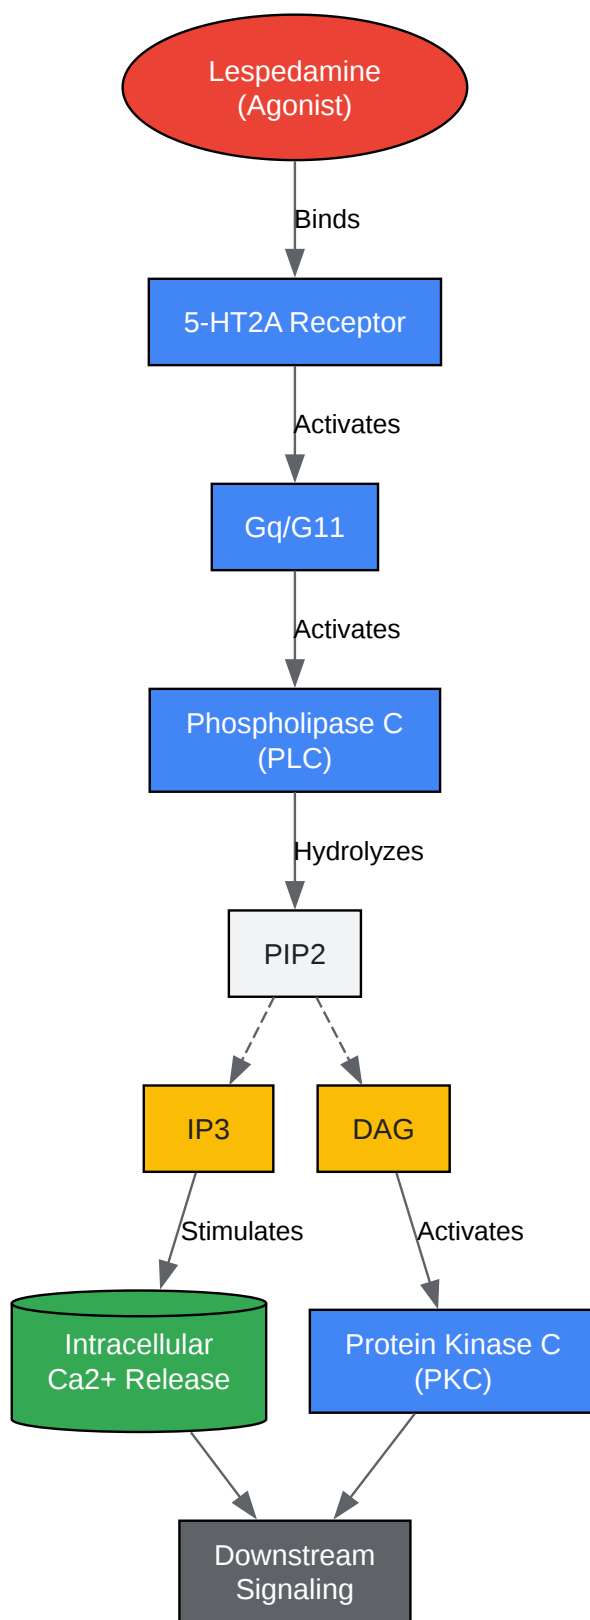 Lespedamine
(Agonist)
Binds
5-HT2A Receptor
Activates
Gq/G11
Activates
Phospholipase C
(PLC)
Hydrolyzes
PIP2
IP3
DAG
Stimulates
Activates
Intracellular
Ca2+ Release
Protein Kinase C
(PKC)
Downstream
Signaling